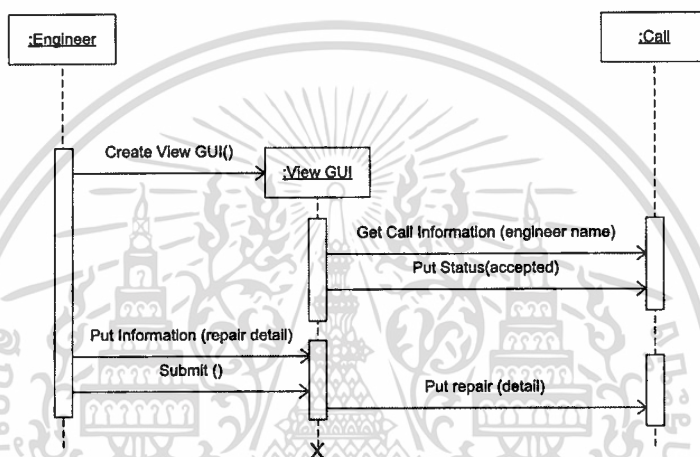 :Engineer
:Call
Create View GUI()
:View GUI
Get Call Information (engineer name)
Put Status(accepted)
Put Information (repair detail)
Submit ()
Put repair (detail)